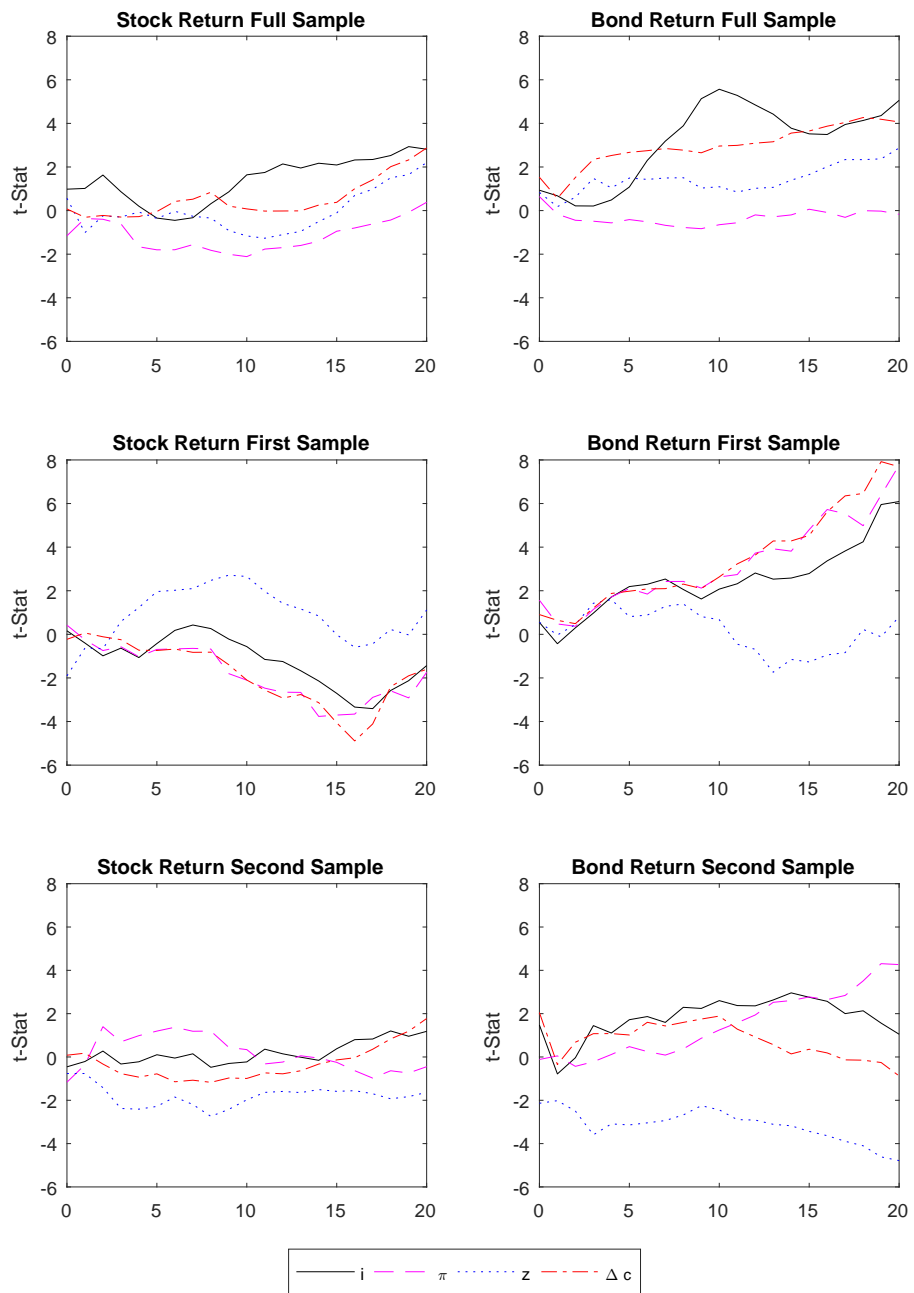 Stock Return Full Sample
8
6
4
2
0
-2
-4
-6
t-Stat
0 5 10 15 20
Bond Return Full Sample
8
6
4
2
0
-2
-4
-6
t-Stat
0 5 10 15 20
Stock Return First Sample
8
6
4
2
0
-2
-4
-6
t-Stat
0 5 10 15 20
Bond Return First Sample
8
6
4
2
0
-2
-4
-6
t-Stat
0 5 10 15 20
Stock Return Second Sample
8
6
4
2
0
-2
-4
-6
t-Stat
0 5 10 15 20
Bond Return Second Sample
8
6
4
2
0
-2
-4
-6
t-Stat
0 5 10 15 20
i π z Δ c